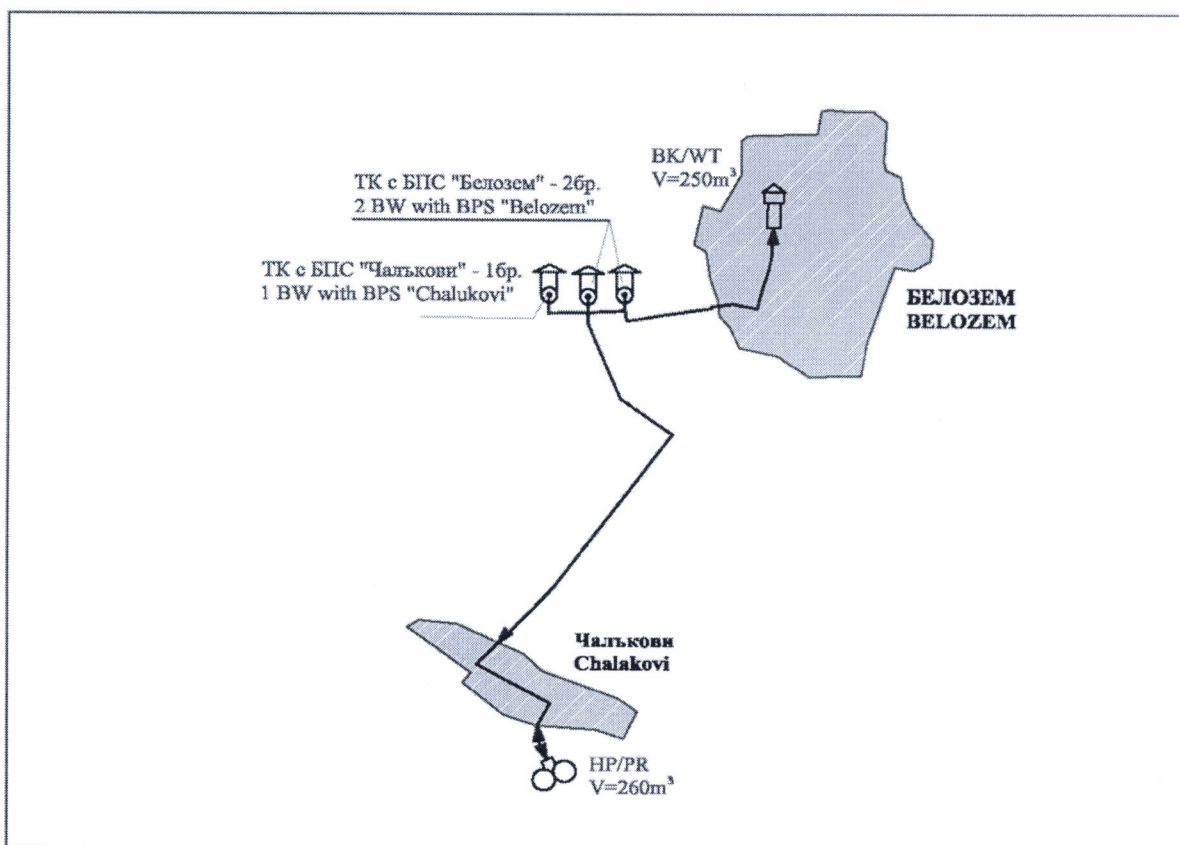 ВК/WT
V=250m³
ТК с БПС "Белозем" - 2бр.
2 BW with BPS "Belozem"
ТК с БПС "Чалъкови" - 1бр.
1 BW with BPS "Chalukovi"
БЕЛОЗЕМ
BELOZEM
Чалъкови
Chalakovi
НР/PR
V=260m³